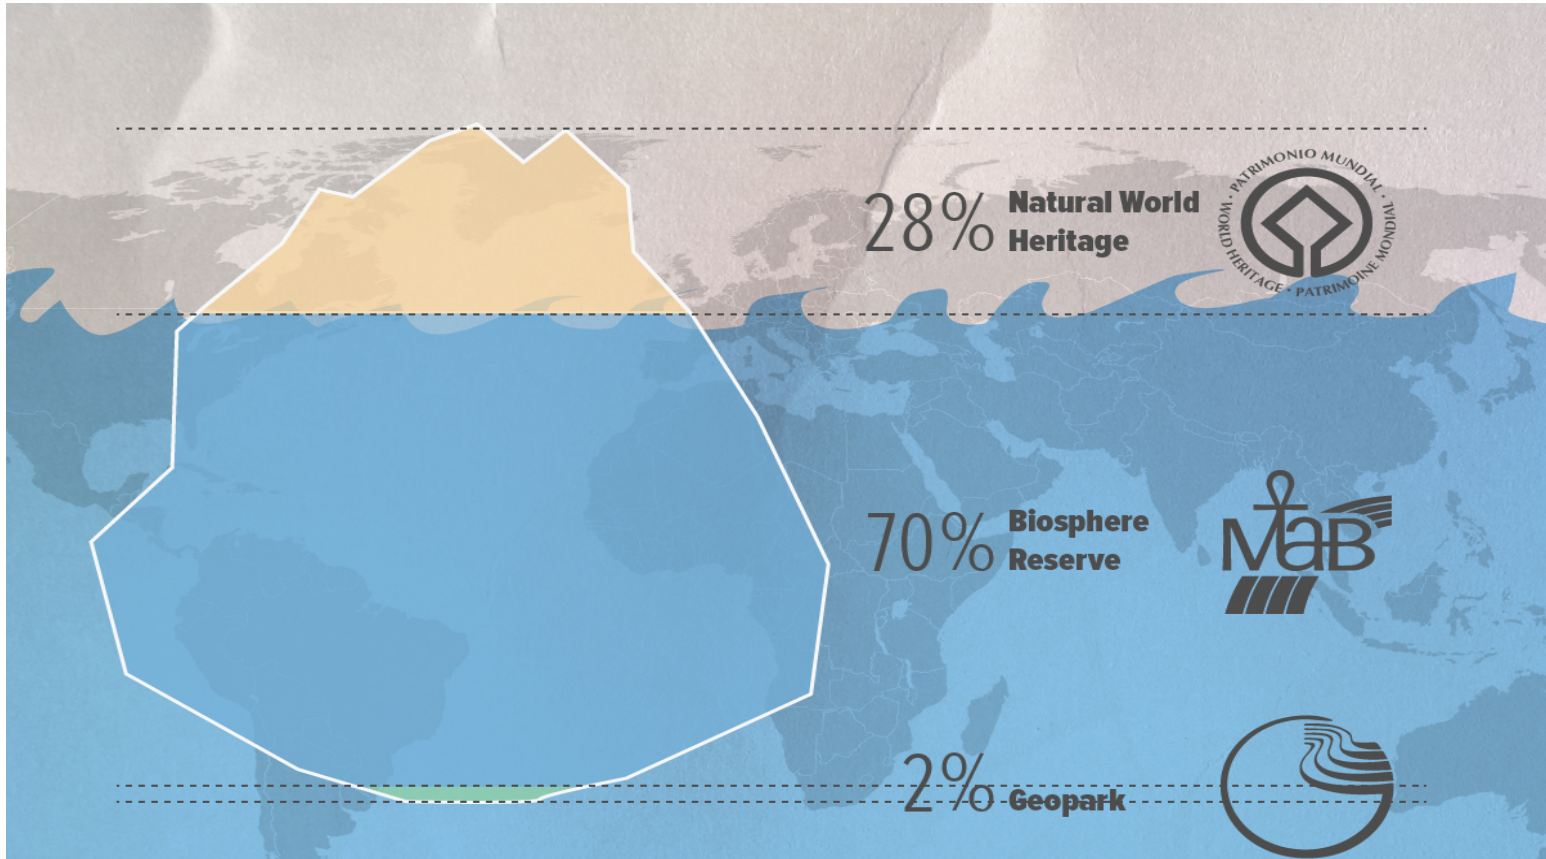 28% Natural World
Heritage
PATRIMONIO MUNDIAL · WORLD HERITAGE · PATRIMOINE MONDIAL ·
70% Biosphere
Reserve
MaB
2% Geopark